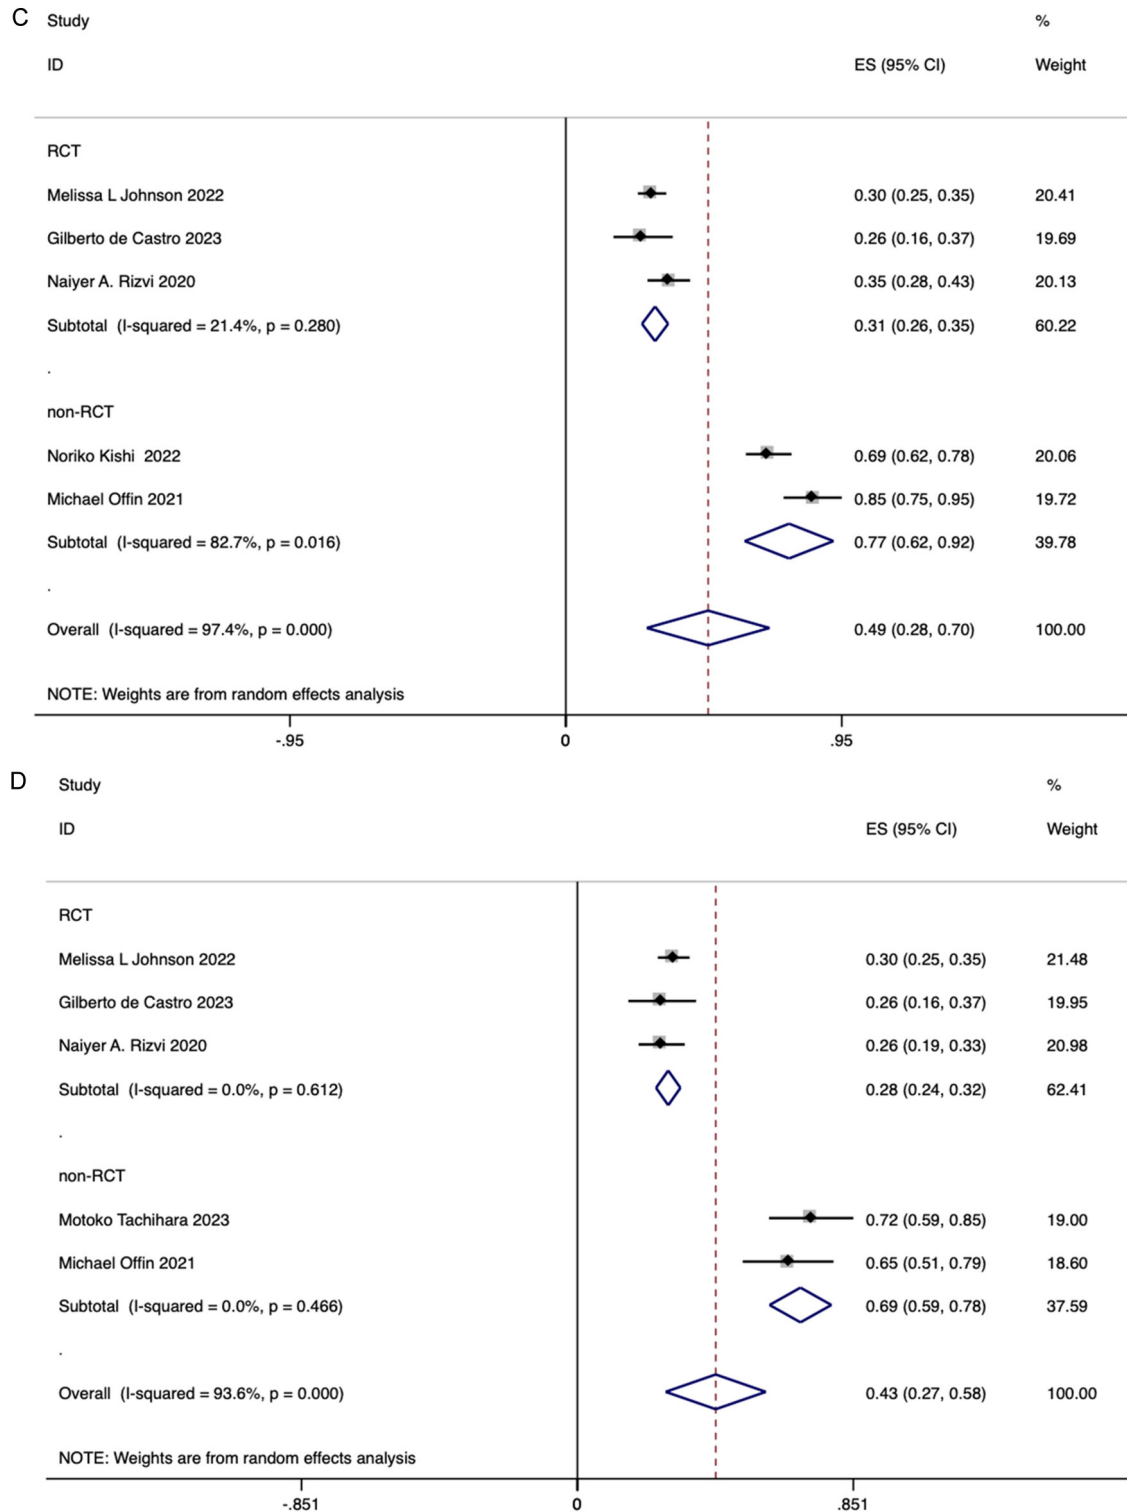 C Study %
ID ES (95% CI) Weight
RCT
Melissa L Johnson 2022 0.30 (0.25, 0.35) 20.41
Gilberto de Castro 2023 0.26 (0.16, 0.37) 19.69
Naiyer A. Rizvi 2020 0.35 (0.28, 0.43) 20.13
Subtotal (I-squared = 21.4%, p = 0.280) 0.31 (0.26, 0.35) 60.22
.
non-RCT
Noriko Kishi 2022 0.69 (0.62, 0.78) 20.06
Michael Offin 2021 0.85 (0.75, 0.95) 19.72
Subtotal (I-squared = 82.7%, p = 0.016) 0.77 (0.62, 0.92) 39.78
.
Overall (I-squared = 97.4%, p = 0.000) 0.49 (0.28, 0.70) 100.00
NOTE: Weights are from random effects analysis
-.95 0 .95
D Study %
ID ES (95% CI) Weight
RCT
Melissa L Johnson 2022 0.30 (0.25, 0.35) 21.48
Gilberto de Castro 2023 0.26 (0.16, 0.37) 19.95
Naiyer A. Rizvi 2020 0.26 (0.19, 0.33) 20.98
Subtotal (I-squared = 0.0%, p = 0.612) 0.28 (0.24, 0.32) 62.41
.
non-RCT
Motoko Tachihara 2023 0.72 (0.59, 0.85) 19.00
Michael Offin 2021 0.65 (0.51, 0.79) 18.60
Subtotal (I-squared = 0.0%, p = 0.466) 0.69 (0.59, 0.78) 37.59
.
Overall (I-squared = 93.6%, p = 0.000) 0.43 (0.27, 0.58) 100.00
NOTE: Weights are from random effects analysis
-.851 0 .851